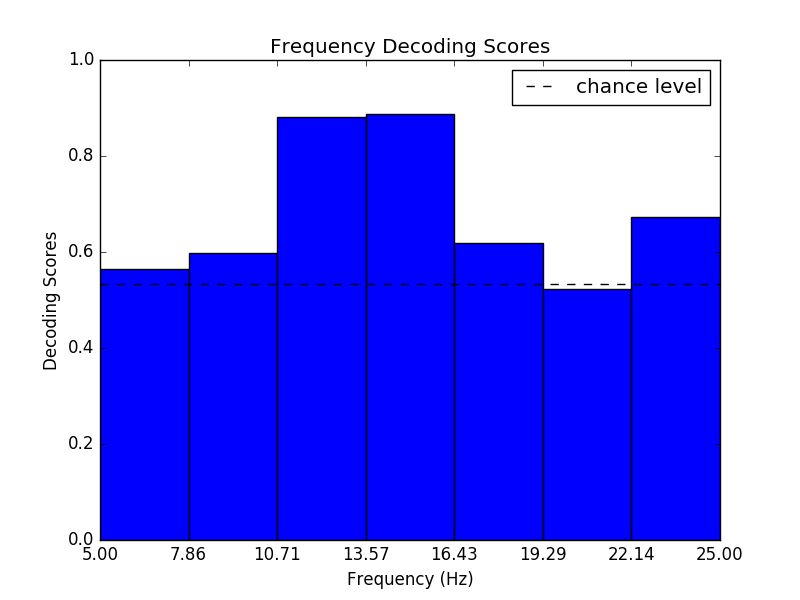 Frequency Decoding Scores
chance level
1.0
0.8
0.6
0.4
0.2
0.0
Decoding Scores
5.00 7.86 10.71 13.57 16.43 19.29 22.14 25.00
Frequency (Hz)